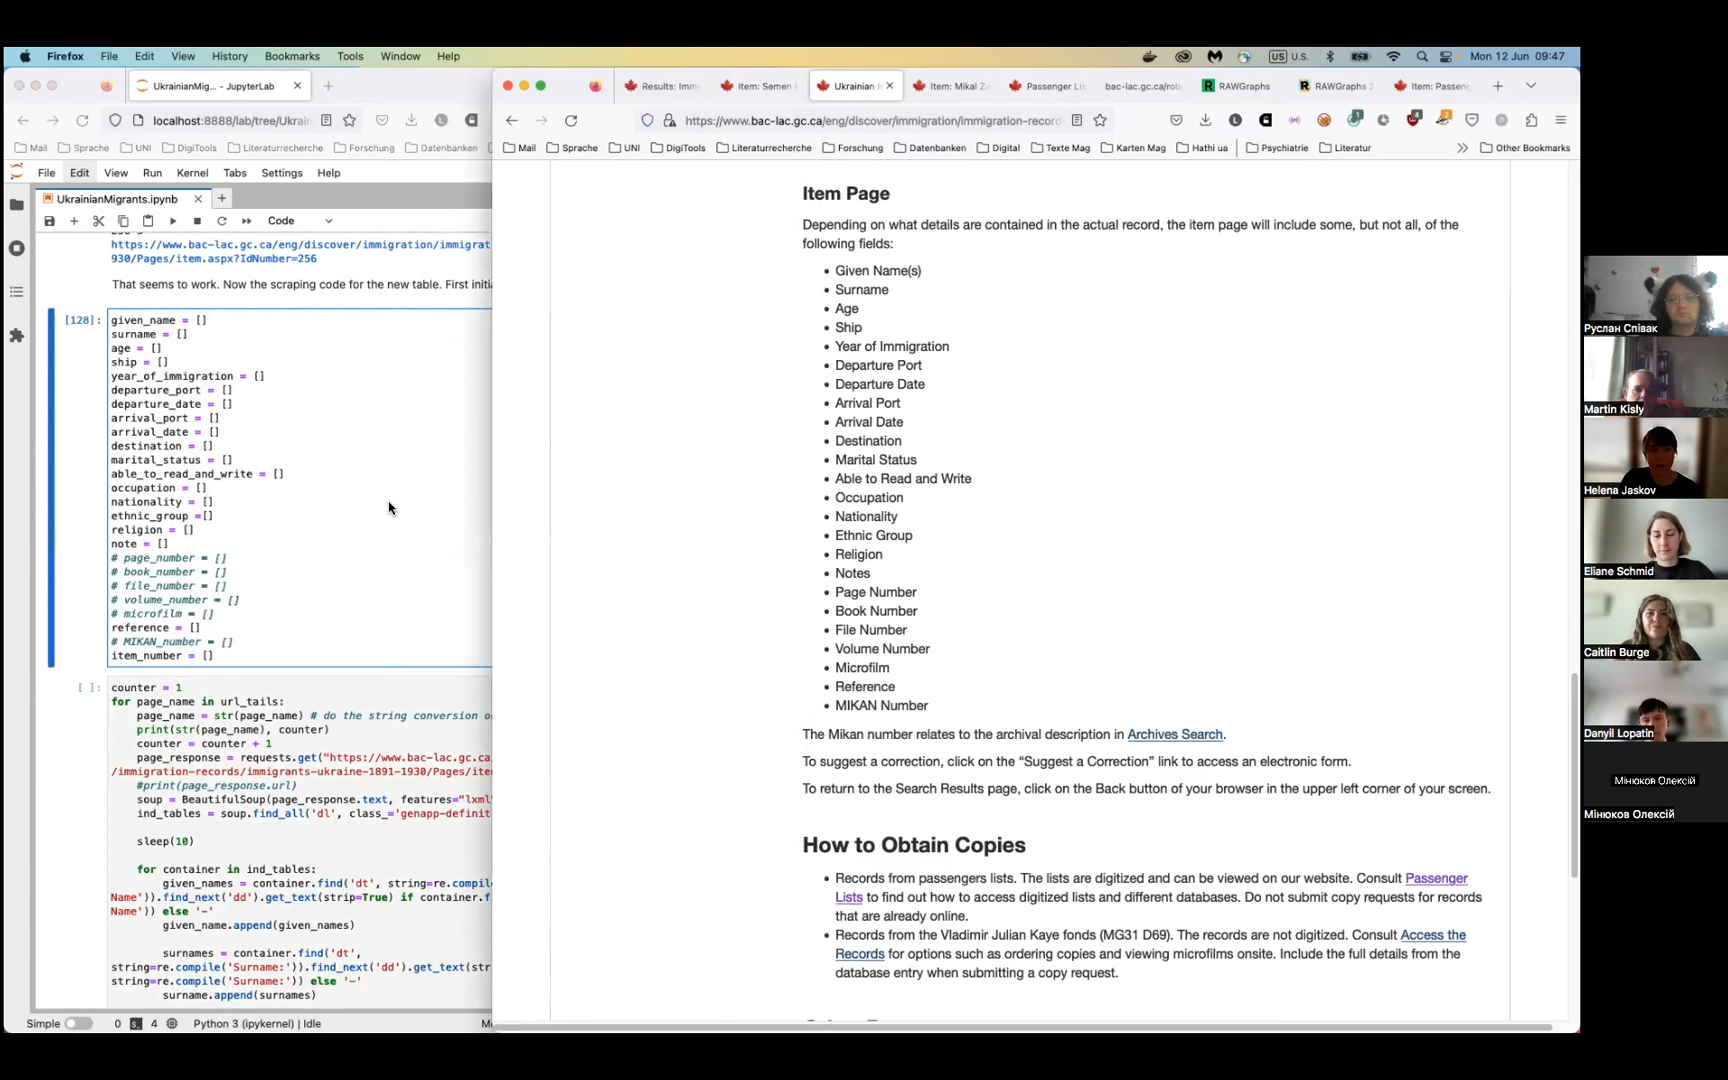 Firefox File Edit View History Bookmarks Tools Window Help
US U.S. Mon 12 Jun 09:47
UkrainianMig... - JupyterLab
localhost:8888/lab/tree/Ukrai
Mail Sprache UNI DigiTools Literaturrecherche Forschung Datenbanken
File Edit View Run Kernel Tabs Settings Help
UkrainianMigrants.ipynb
Code
https://www.bac-lac.gc.ca/eng/discover/immigration/immigrat
930/Pages/item.aspx?IdNumber=256
That seems to work. Now the scraping code for the new table. First initia
[128]:
given_name = []
surname = []
age = []
ship = []
year_of_immigration = []
departure_port = []
departure_date = []
arrival_port = []
arrival_date = []
destination = []
marital_status = []
able_to_read_and_write = []
occupation = []
nationality = []
ethnic_group =[]
religion = []
note = []
# page_number = []
# book_number = []
# file_number = []
# volume_number = []
# microfilm = []
reference = []
# MIKAN_number = []
item_number = []
[ ]:
counter = 1
for page_name in url_tails:
page_name = str(page_name) # do the string conversion o
print(str(page_name), counter)
counter = counter + 1
page_response = requests.get("https://www.bac-lac.gc.ca
/immigration-records/immigrants-ukraine-1891-1930/Pages/ite
#print(page_response.url)
soup = BeautifulSoup(page_response.text, features="lxml"
ind_tables = soup.find_all('dl', class_='genapp-definit
sleep(10)
for container in ind_tables:
given_names = container.find('dt', string=re.compil
Name')).find_next('dd').get_text(strip=True) if container.f
Name')) else '-'
given_name.append(given_names)
surnames = container.find('dt',
string=re.compile('Surname:')).find_next('dd').get_text(str
string=re.compile('Surname:')) else '-'
surname.append(surnames)
Simple 0 4 Python 3 (ipykernel) | Idle
Results: Immi Item: Semen Ukrainian I Item: Mikal Za Passenger Lis bac-lac.gc.ca/rob RAWGraphs RAWGraphs 2 Item: Passeng
https://www.bac-lac.gc.ca/eng/discover/immigration/immigration-record
Mail Sprache UNI DigiTools Literaturrecherche Forschung Datenbanken Digital Texte Mag Karten Mag Hathi ua Psychiatrie Literatur Other Bookmarks
Item Page
Depending on what details are contained in the actual record, the item page will include some, but not all, of the
following fields:
• Given Name(s)
• Surname
• Age
• Ship
• Year of Immigration
• Departure Port
• Departure Date
• Arrival Port
• Arrival Date
• Destination
• Marital Status
• Able to Read and Write
• Occupation
• Nationality
• Ethnic Group
• Religion
• Notes
• Page Number
• Book Number
• File Number
• Volume Number
• Microfilm
• Reference
• MIKAN Number
The Mikan number relates to the archival description in Archives Search.
To suggest a correction, click on the “Suggest a Correction” link to access an electronic form.
To return to the Search Results page, click on the Back button of your browser in the upper left corner of your screen.
How to Obtain Copies
• Records from passengers lists. The lists are digitized and can be viewed on our website. Consult Passenger
Lists to find out how to access digitized lists and different databases. Do not submit copy requests for records
that are already online.
• Records from the Vladimir Julian Kaye fonds (MG31 D69). The records are not digitized. Consult Access the
Records for options such as ordering copies and viewing microfilms onsite. Include the full details from the
database entry when submitting a copy request.
Руслан Співак
Martin Kisly
Helena Jaskov
Eliane Schmid
Caitlin Burge
Danyil Lopatin
Мінюков Олексій
Мінюков Олексій